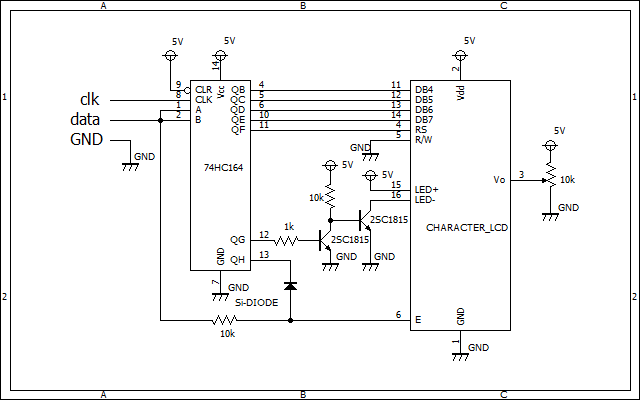 A B C
5V 5V 5V
14 2
Vcc Vdd
9 CLR QB 4 11 DB4
1 1
clk 8 CLK QC 5 12 DB5
1 A QD 6 13 DB6
data 2 B QE 10 14 DB7
QF 11 4 RS
GND 5 R/W
GND GND
5V
74HC164 5V 5V
Vo 3 10k
15 LED+
10k 16 LED-
GND
2SC1815
CHARACTER_LCD
QG 12 1k 2SC1815
QH 13 GND GND
GND
7 GND
Si-DIODE
2 2
6 E
10k
GND
1 GND
A B C